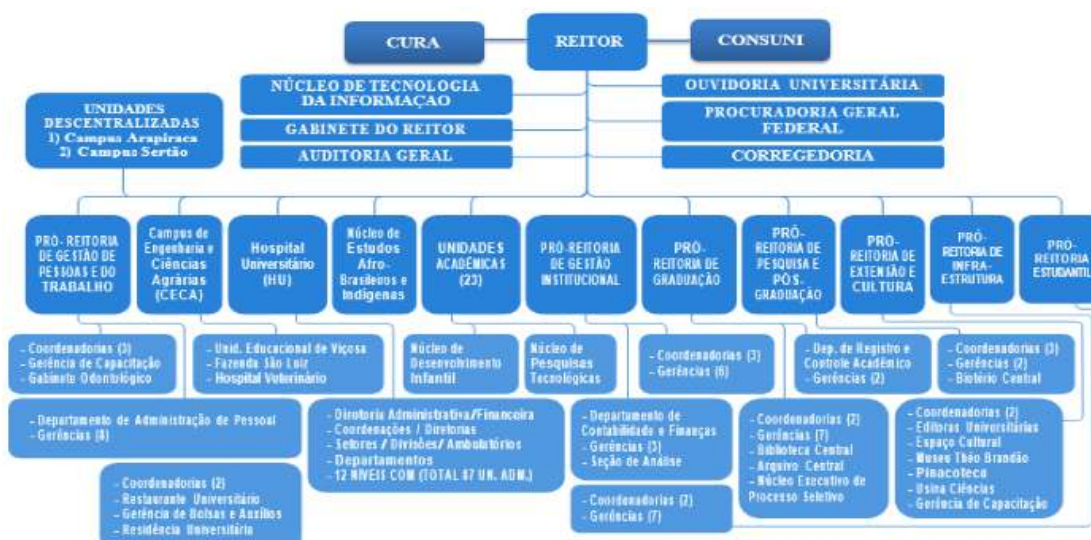 CURA
REITOR
CONSUNI
NÚCLEO DE TECNOLOGIA
DA INFORMAÇAO
OUVIDORIA UNIVERSITÁRIA
GABINETE DO REITOR
PROCURADORIA GERAL
FEDERAL
AUDITORIA GERAL
CORREGEDORIA
UNIDADES
DESCENTRALIZADAS
1) Campus Arapiraca
2) Campus Sertão
PRÓ- REITORIA
DE GESTÃO DE
PESSOAS E DO
TRABALHO
Campus de
Engenharia e
Ciências
Agrárias
(CECA)
Hospital
Universitário
(HU)
Núcleo de
Estudos
Afro-
Brasileiros e
Indígenas
UNIDADES
ACADÊMICAS
(23)
PRÓ-REITORIA
DE GESTÃO
INSTITUCIONAL
PRÓ-
REITORIA DE
GRADUAÇÃO
PRÓ-
REITORIA DE
PESQUISA E
PÓS-
GRADUAÇÃO
PRÓ-
REITORIA DE
EXTENSÃO E
CULTURA
PRÓ-
REITORIA DE
INFRA-
ESTRUTURA
PRÓ-
REITORIA
ESTUDANTIL
- Coordenadorias (3)
- Gerência de Capacitação
- Gabinete Odontológico
- Unid. Educacional de Viçosa
- Fazenda São Luiz
- Hospital Veterinário
Núcleo de
Desenvolvimento
Infantil
Núcleo de
Pesquisas
Tecnológicas
- Coordenadorias (3)
- Gerências (6)
- Dep. de Registro e
Controle Acadêmico
- Gerências (2)
- Coordenadorias (3)
- Gerências (2)
- Biotério Central
- Departamento de Administração de Pessoal
- Gerências (8)
- Diretoria Administrativa/Financeira
- Coordenações / Diretorias
- Setores / Divisões/ Ambulatórios
- Departamentos
- 12 NÍVEIS COM (TOTAL 87 UN. ADM.)
- Departamento de
Contabilidade e Finanças
- Gerências (3)
- Seção de Análise
- Coordenadorias (2)
- Gerências (7)
- Biblioteca Central
- Arquivo Central
- Núcleo Executivo de
Processo Seletivo
- Coordenadorias (2)
- Editoras Universitárias
- Espaço Cultural
- Museu Théo Brandão
- Pinacoteca
- Usina Ciências
- Gerência de Capacitação
- Coordenadorias (2)
- Restaurante Universitário
- Gerência de Bolsas e Auxílios
- Residência Universitária
- Coordenadorias (2)
- Gerências (7)